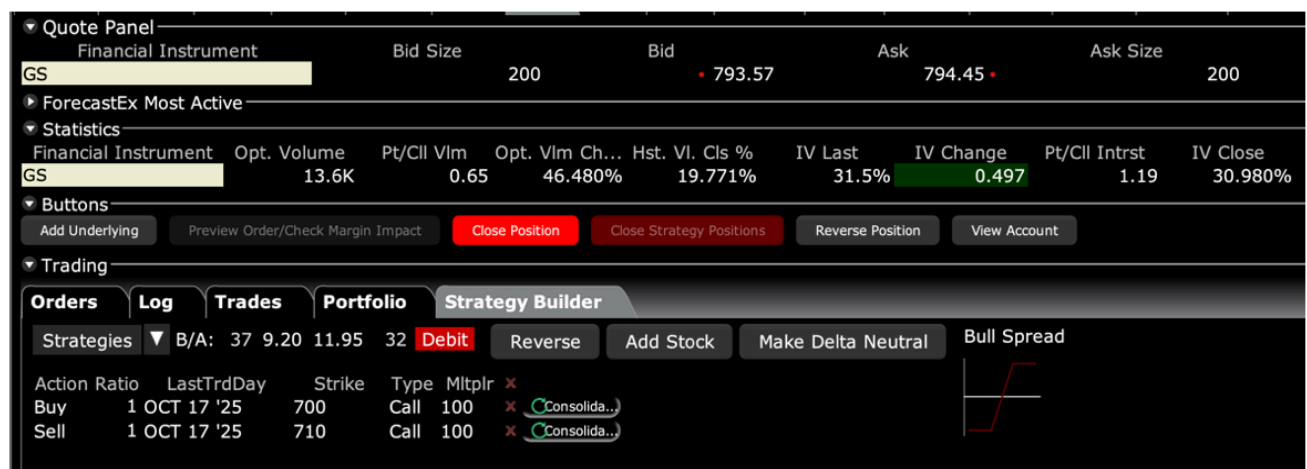 Quote Panel
Financial Instrument Bid Size Bid Ask Ask Size
GS 200 793.57 794.45 200
ForecastEx Most Active
Statistics
Financial Instrument Opt. Volume Pt/Cll Vlm Opt. Vlm Ch... Hst. Vl. Cls % IV Last IV Change Pt/Cll Intrst IV Close
GS 13.6K 0.65 46.480% 19.771% 31.5% 0.497 1.19 30.980%
Buttons
Add Underlying Preview Order/Check Margin Impact Close Position Close Strategy Positions Reverse Position View Account
Trading
Orders Log Trades Portfolio Strategy Builder
Strategies B/A: 37 9.20 11.95 32 Debit Reverse Add Stock Make Delta Neutral Bull Spread
Action Ratio LastTrdDay Strike Type Mltplr
Buy 1 OCT 17 '25 700 Call 100 Consolida...
Sell 1 OCT 17 '25 710 Call 100 Consolida...